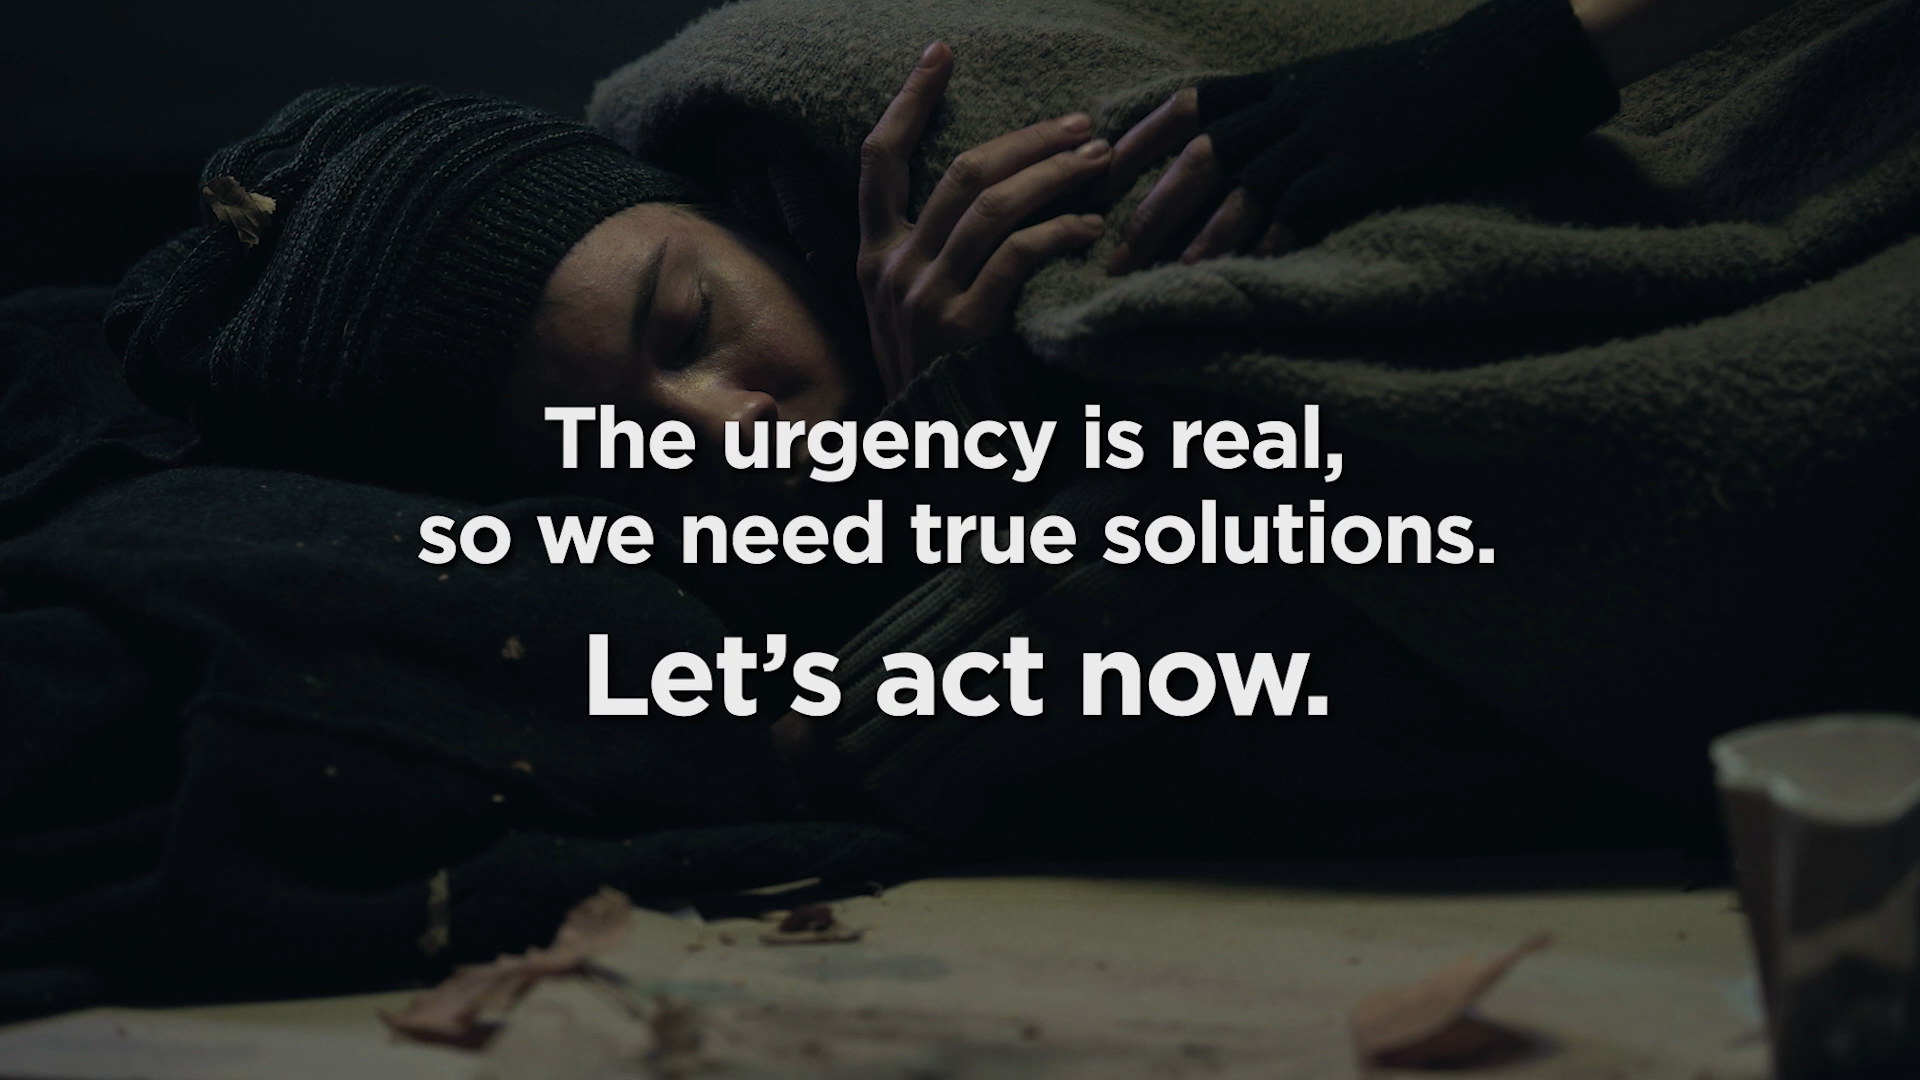 The urgency is real,
so we need true solutions.
Let’s act now.